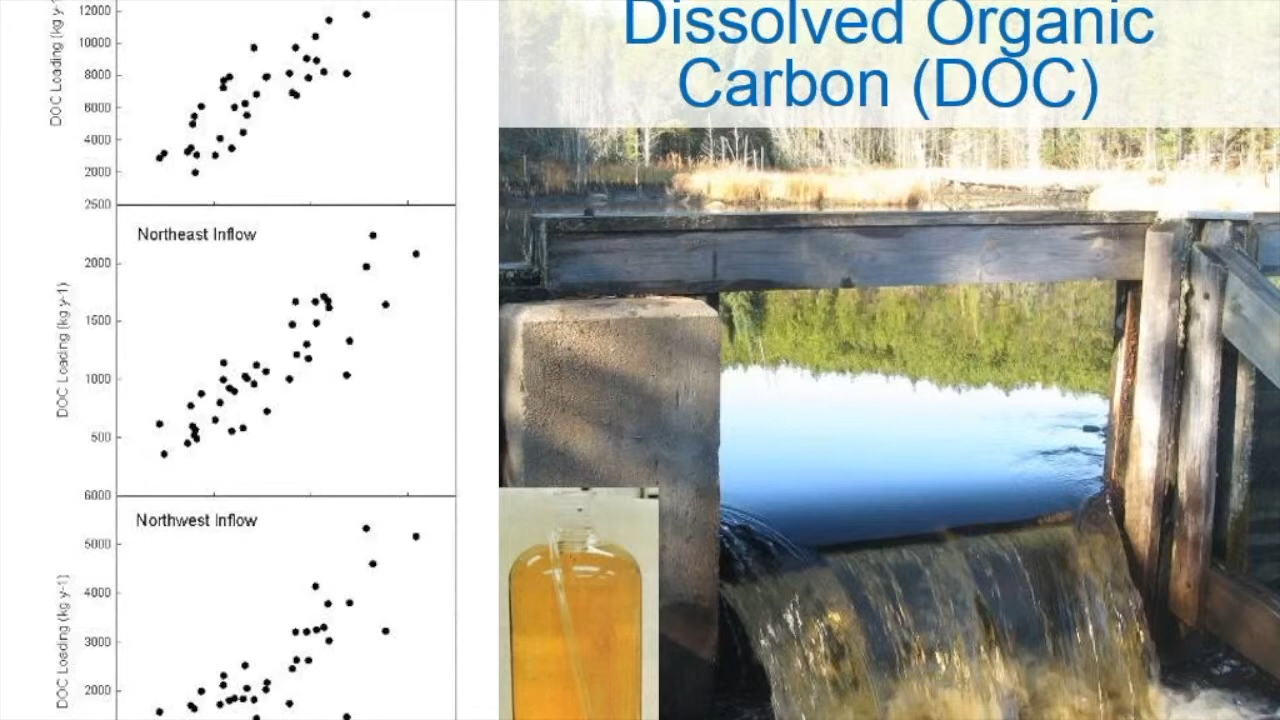 Dissolved Organic
Carbon (DOC)
12000
10000
8000
6000
4000
2000
DOC Loading (kg y-
2500
Northeast Inflow
2000
1500
1000
500
DOC Loading (kg y-1)
6000
Northwest Inflow
5000
4000
3000
2000
DOC Loading (kg y-1)